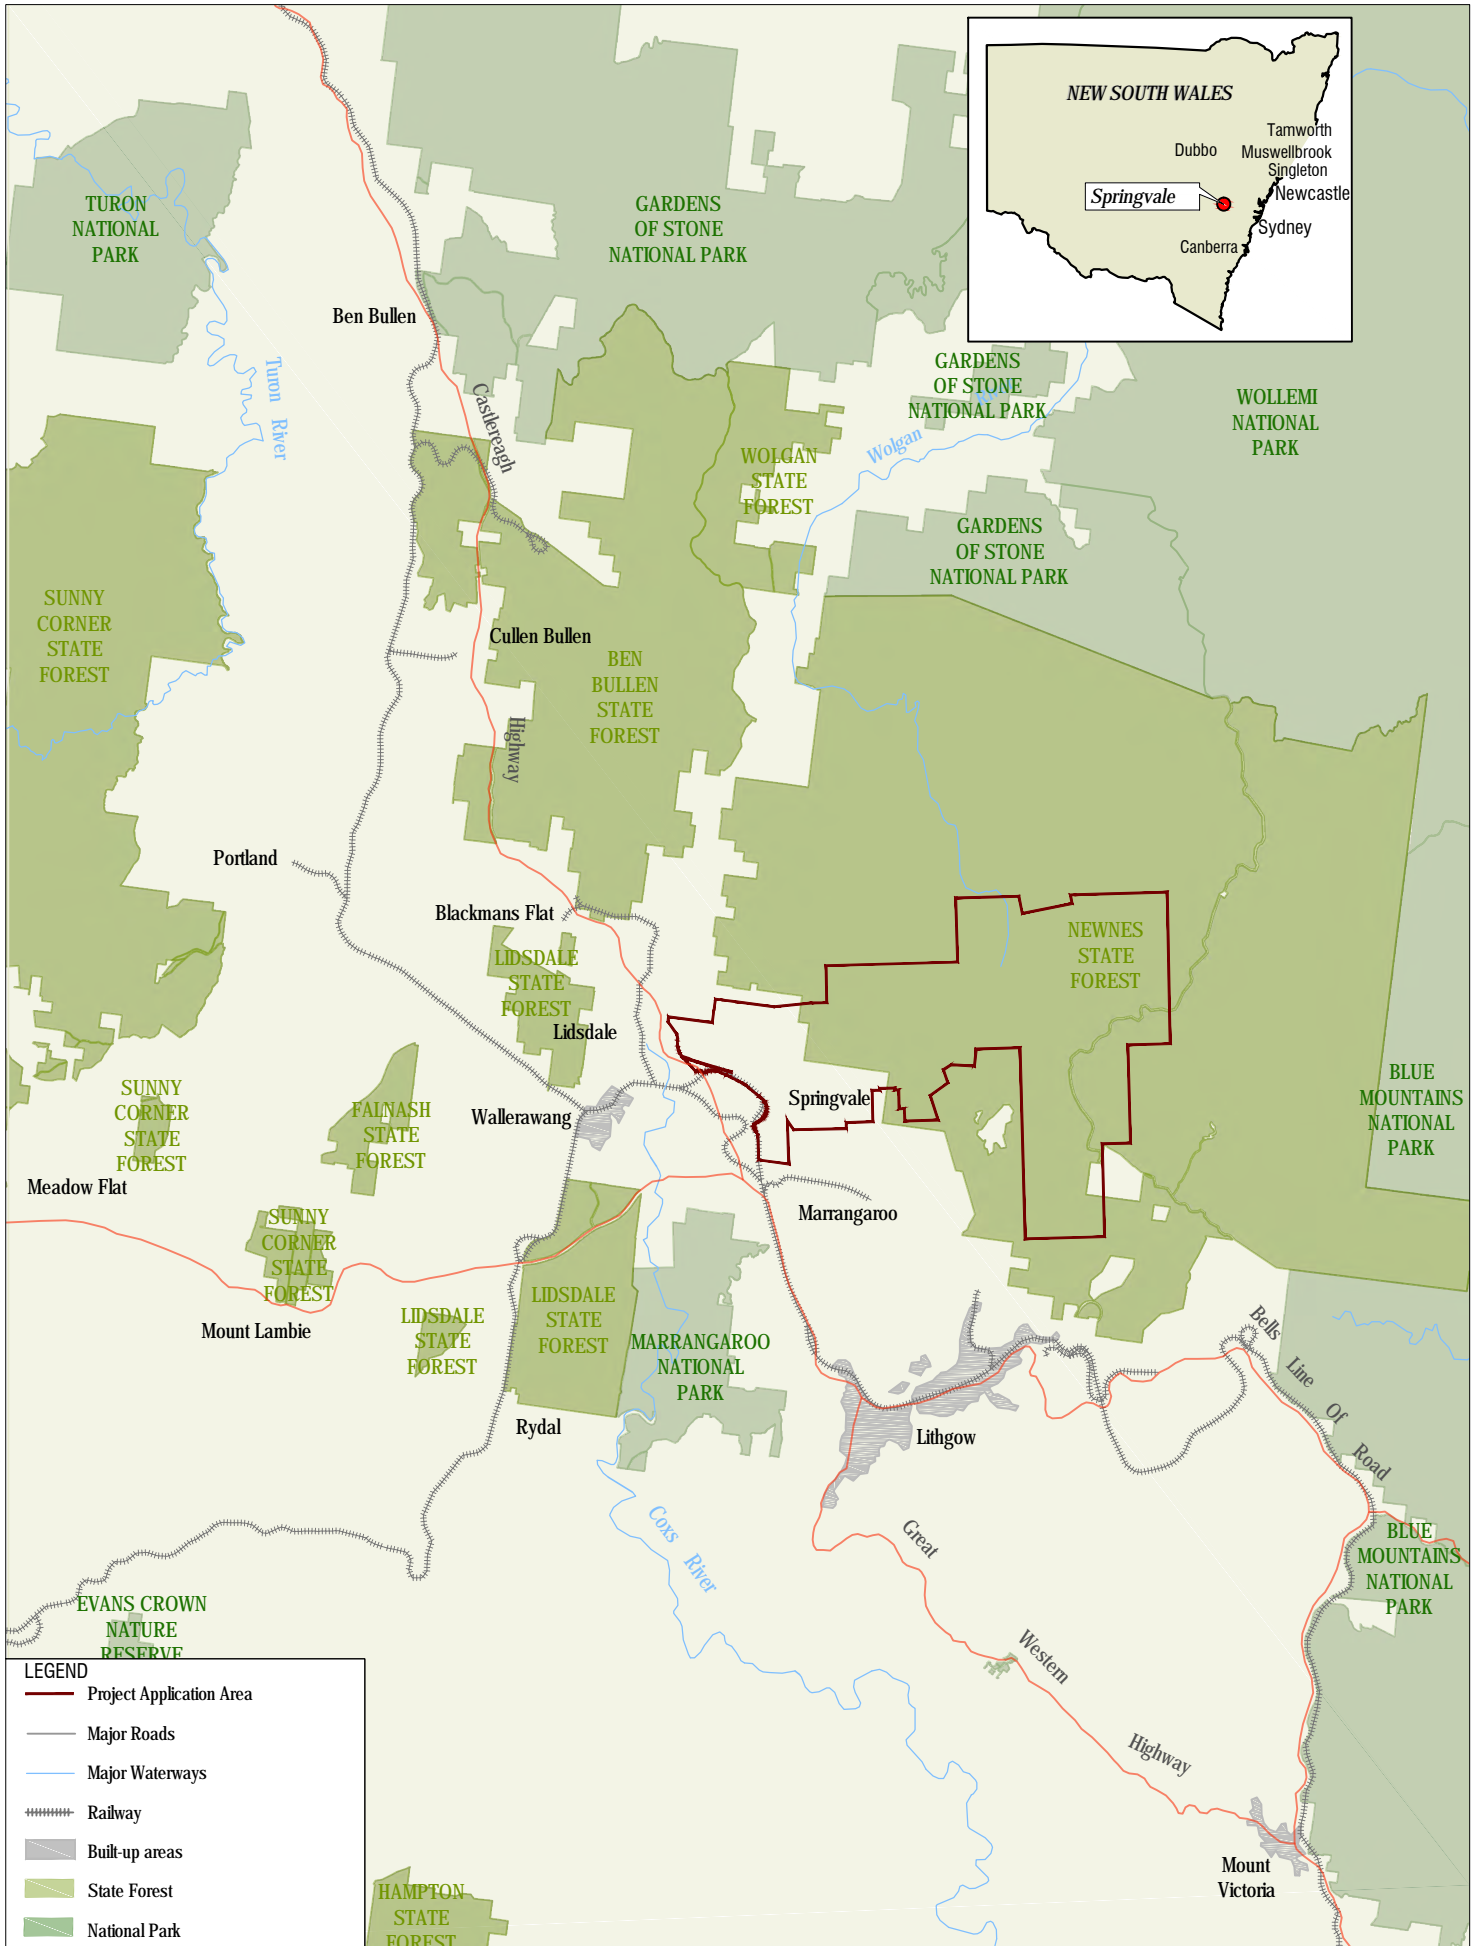 NEW SOUTH WALES
Tamworth
Dubbo
Muswellbrook
Singleton
Springvale
Newcastle
Sydney
Canberra
TURON
NATIONAL
PARK
GARDENS
OF STONE
NATIONAL PARK
Ben Bullen
Turon River
Castlereagh
GARDENS
OF STONE
NATIONAL PARK
Wolgan River
WOLLEMI
NATIONAL
PARK
WOLGAN
STATE
FOREST
GARDENS
OF STONE
NATIONAL PARK
SUNNY
CORNER
STATE
FOREST
Cullen Bullen
BEN
BULLEN
STATE
FOREST
Highway
Portland
Blackmans Flat
LIDSDALE
STATE
FOREST
Lidsdale
NEWNES
STATE
FOREST
SUNNY
CORNER
STATE
FOREST
FALNASH
STATE
FOREST
Wallerawang
Springvale
BLUE
MOUNTAINS
NATIONAL
PARK
Meadow Flat
Marrangaroo
SUNNY
CORNER
STATE
FOREST
Mount Lambie
LIDSDALE
STATE
FOREST
LIDSDALE
STATE
FOREST
MARRANGAROO
NATIONAL
PARK
Bells Line Of Road
Rydal
Lithgow
Coxs River
Great Western Highway
BLUE
MOUNTAINS
NATIONAL
PARK
EVANS CROWN
NATURE
RESERVE
Mount
Victoria
HAMPTON
STATE
FOREST
LEGEND
Project Application Area
Major Roads
Major Waterways
Railway
Built-up areas
State Forest
National Park